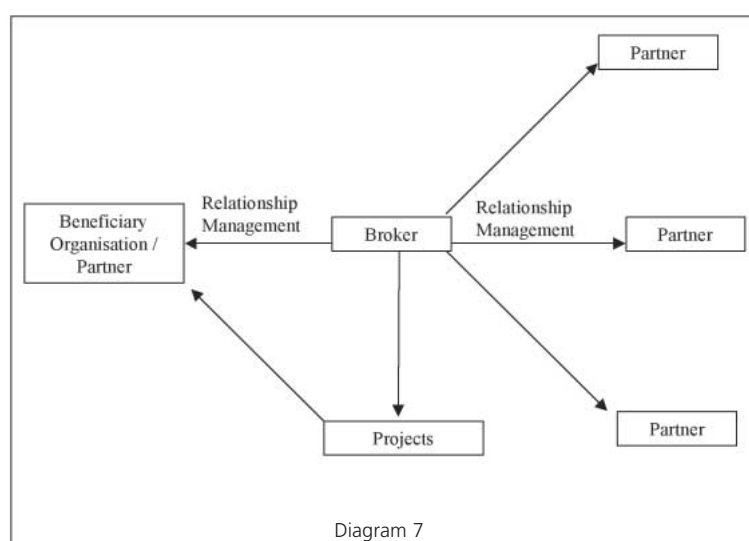 Partner
Relationship
Management
Relationship
Management
Beneficiary
Organisation /
Partner
Broker
Partner
Projects
Partner
Diagram 7